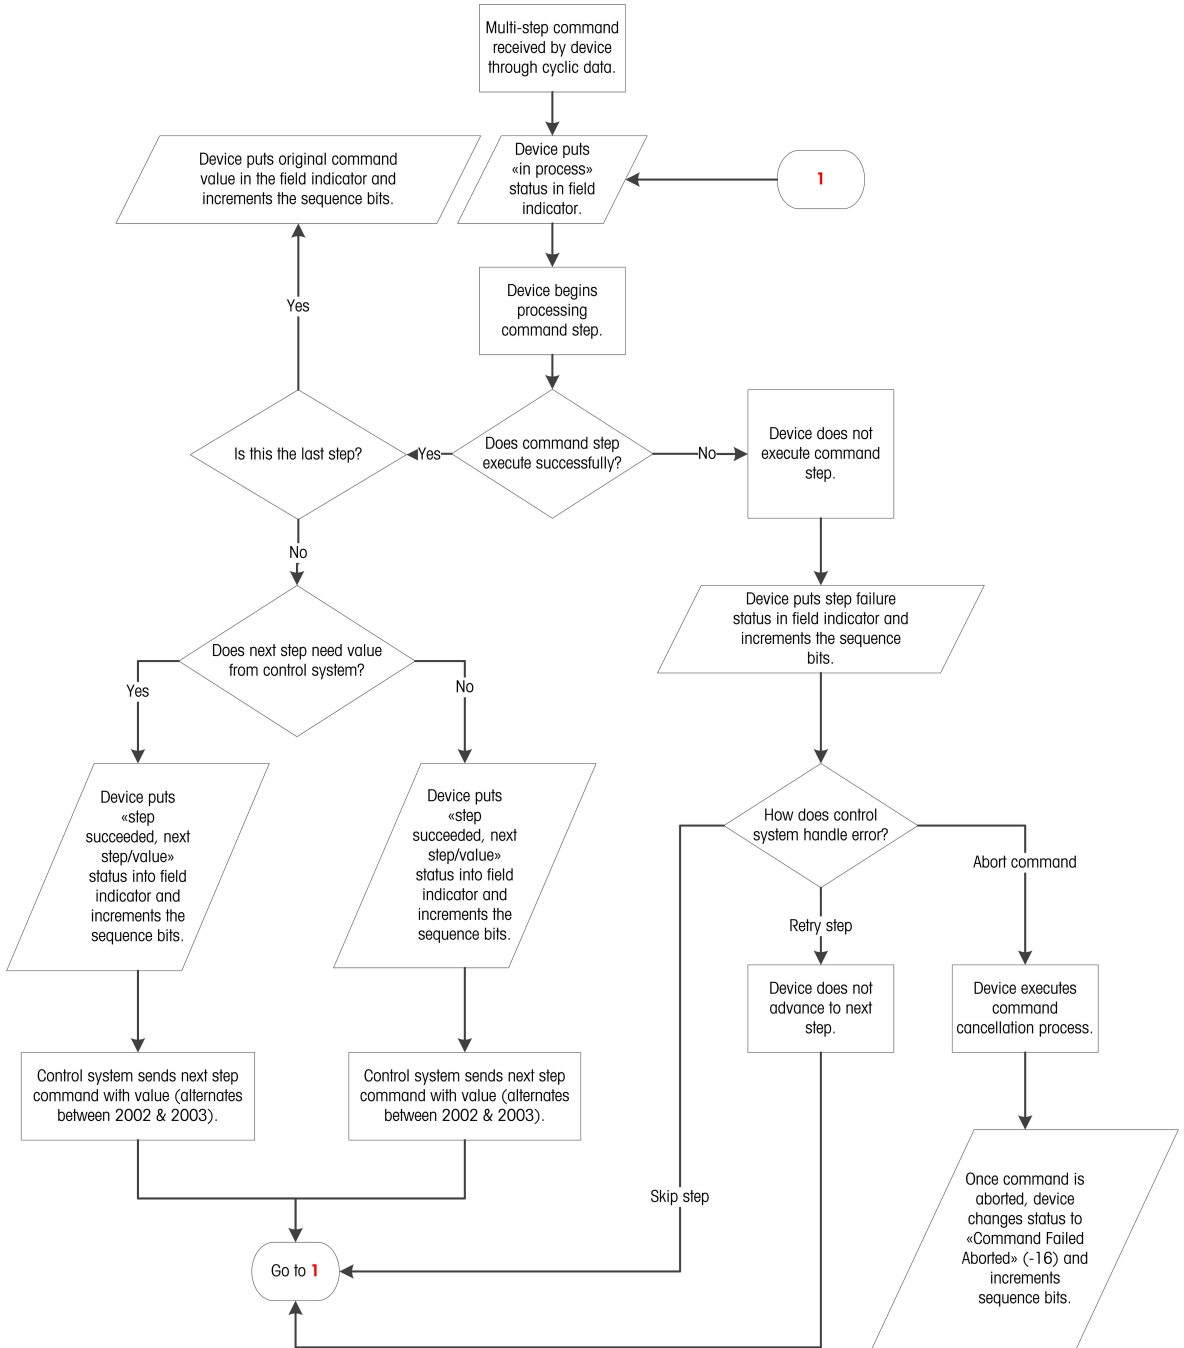 Multi-step command
received by device
through cyclic data.
Device puts original command
value in the field indicator and
increments the sequence bits.
Device puts
«in process»
status in field
indicator.
1
Yes
Device begins
processing
command step.
Is this the last step?
Yes
Does command step
execute successfully?
No
Device does not
execute command
step.
No
Device puts step failure
status in field indicator and
increments the sequence
bits.
Does next step need value
from control system?
Yes
No
Device puts
«step
succeeded, next
step/value»
status into field
indicator and
increments the
sequence bits.
Device puts
«step
succeeded, next
step/value»
status into field
indicator and
increments the
sequence bits.
How does control
system handle error?
Abort command
Retry step
Device does not
advance to next
step.
Device executes
command
cancellation process.
Control system sends next step
command with value (alternates
between 2002 & 2003).
Control system sends next step
command with value (alternates
between 2002 & 2003).
Skip step
Once command is
aborted, device
changes status to
«Command Failed
Aborted» (-16) and
increments
sequence bits.
Go to 1